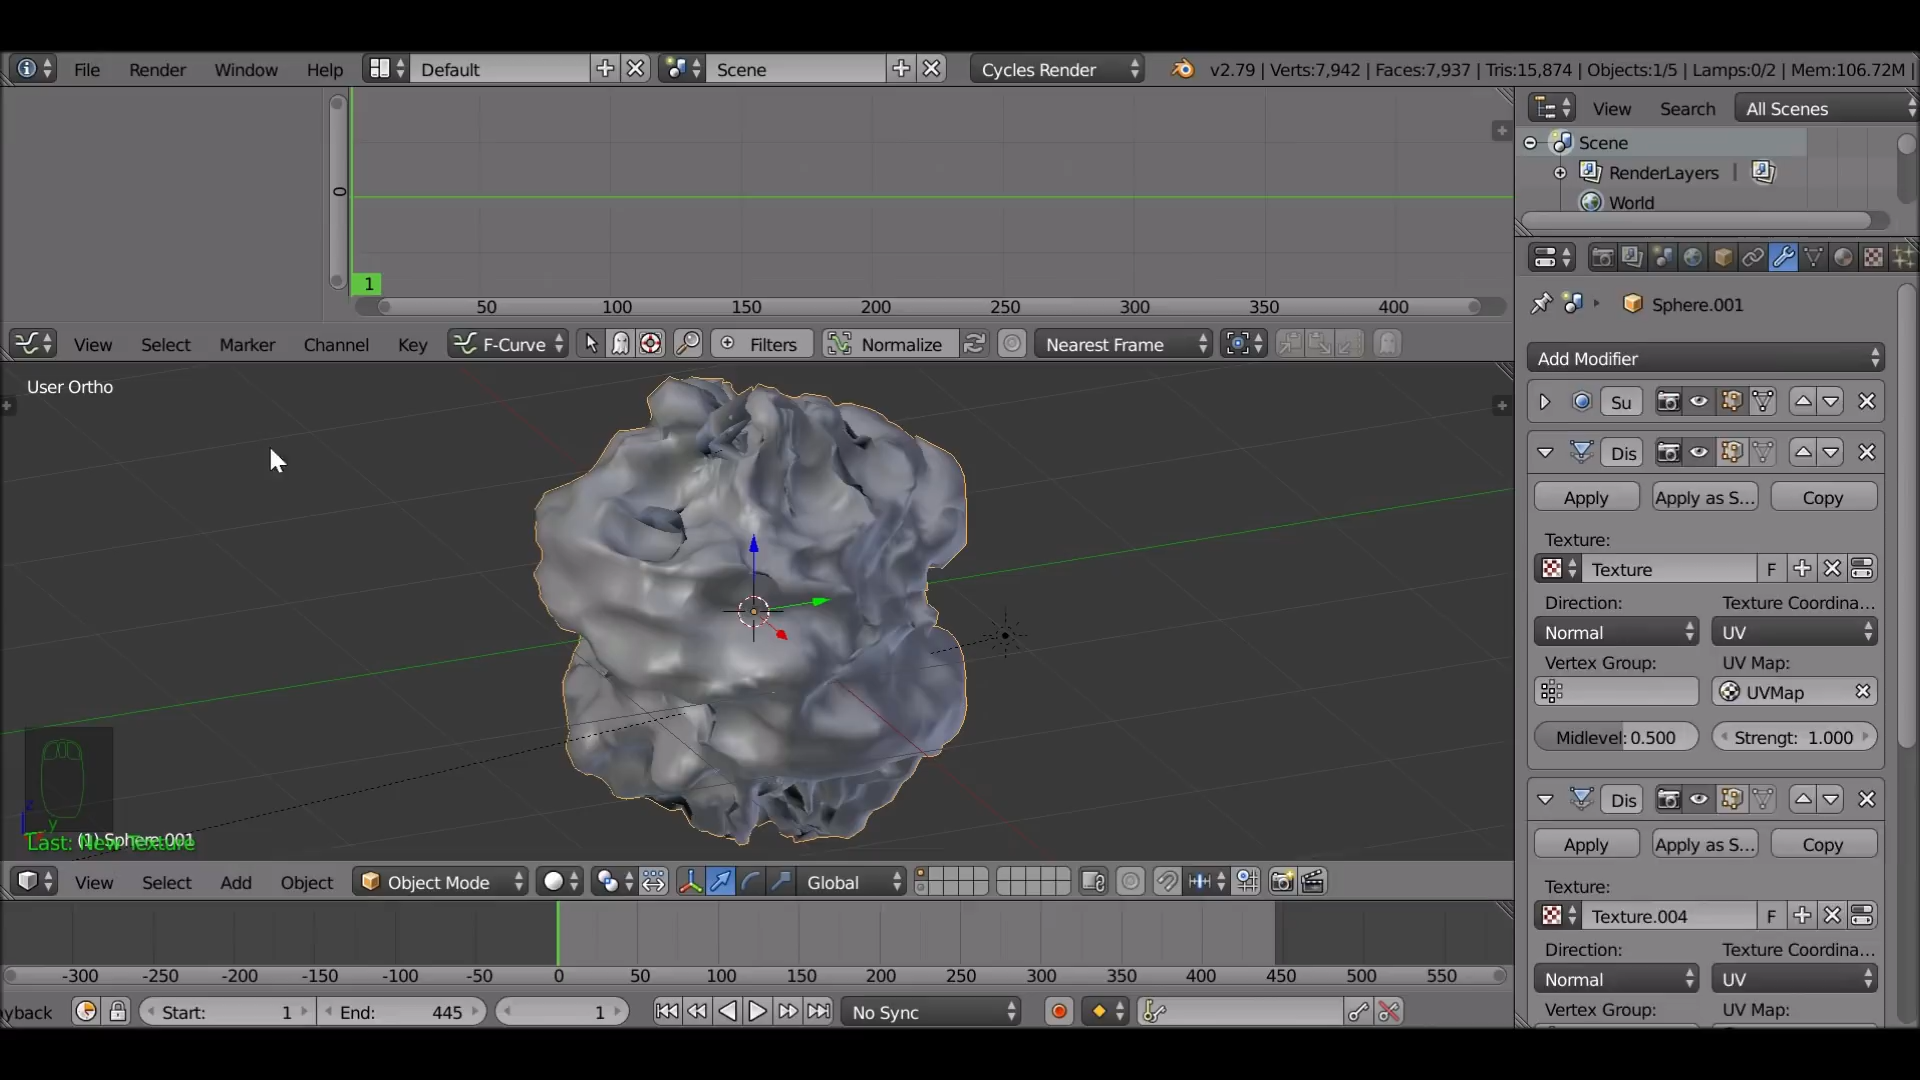 File Render Window Help Default Scene Cycles Render v2.79 | Verts:7,942 | Faces:7,937 | Tris:15,874 | Objects:1/5 | Lamps:0/2 | Mem:106.72M |
View Search All Scenes
Scene
RenderLayers |
World
0
1
50 100 150 200 250 300 350 400
View Select Marker Channel Key F-Curve Filters Normalize Nearest Frame
Sphere.001
Add Modifier
User Ortho
Su
Dis
Apply Apply as S... Copy
Texture:
Texture F
Direction: Texture Coordina...
Normal UV
Vertex Group: UV Map:
UVMap
Midlevel: 0.500 Strengt: 1.000
Dis
Apply Apply as S... Copy
Texture:
Texture.004 F
Direction: Texture Coordina...
Normal UV
Vertex Group: UV Map:
z
y
(1) Sphere.001
Last: New Texture
View Select Add Object Object Mode Global
-300 -250 -200 -150 -100 -50 0 50 100 150 200 250 300 350 400 450 500 550
yback Start: 1 End: 445 1 No Sync